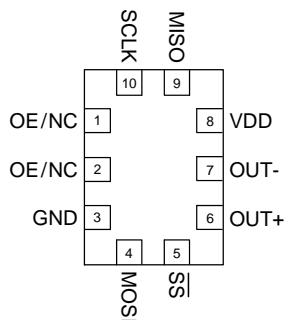 SCLK
MISO
10
9
OE/NC 1
8 VDD
OE/NC 2
7 OUT-
GND 3
6 OUT+
4
5
MOSI
SS